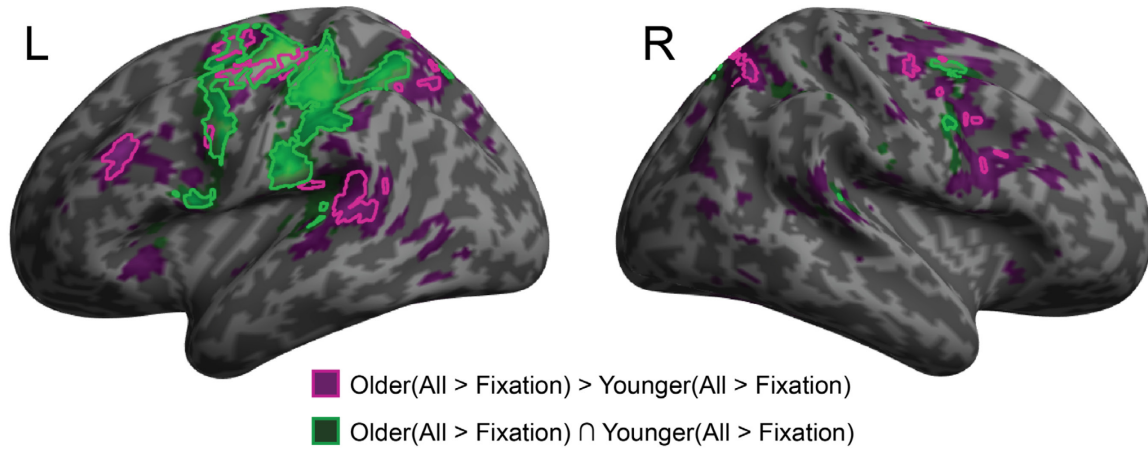 L
R
Older(All > Fixation) > Younger(All > Fixation)
Older(All > Fixation) ∩ Younger(All > Fixation)